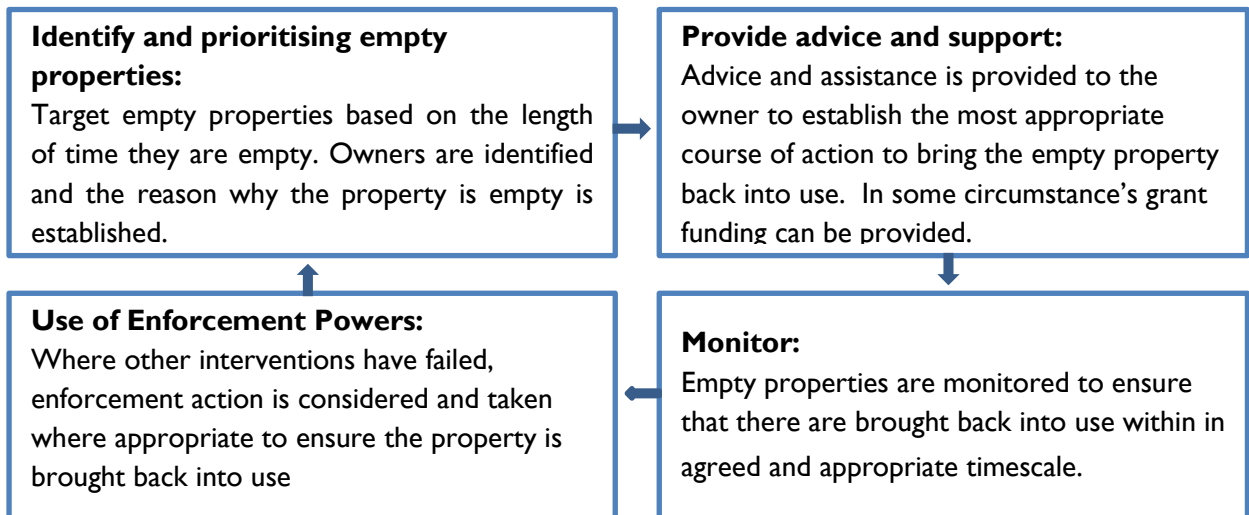 Identify and prioritising empty
properties:
Target empty properties based on the length
of time they are empty. Owners are identified
and the reason why the property is empty is
established.
Provide advice and support:
Advice and assistance is provided to the
owner to establish the most appropriate
course of action to bring the empty property
back into use. In some circumstance’s grant
funding can be provided.
Monitor:
Empty properties are monitored to ensure
that there are brought back into use within in
agreed and appropriate timescale.
Use of Enforcement Powers:
Where other interventions have failed,
enforcement action is considered and taken
where appropriate to ensure the property is
brought back into use